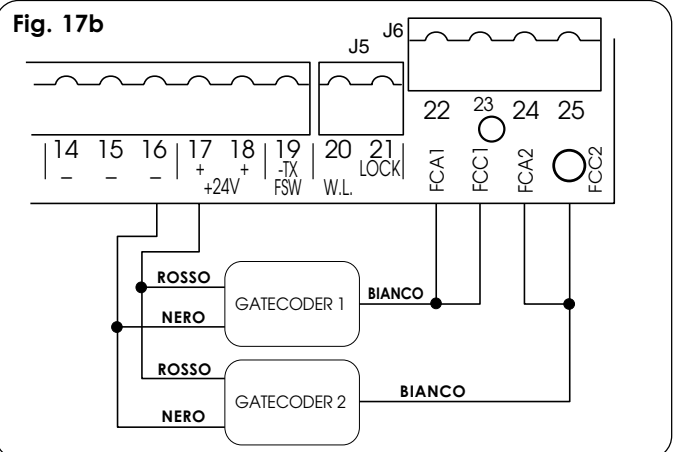 Fig. 17b
J5
J6
14 15 16 17 18 19 20 21 22 23 24 25
_ _ _ + + -TX LOCK
+24V FSW W.L.
FCA1 FCC1 FCA2 FCC2
ROSSO
GATECODER 1
BIANCO
NERO
ROSSO
GATECODER 2
BIANCO
NERO